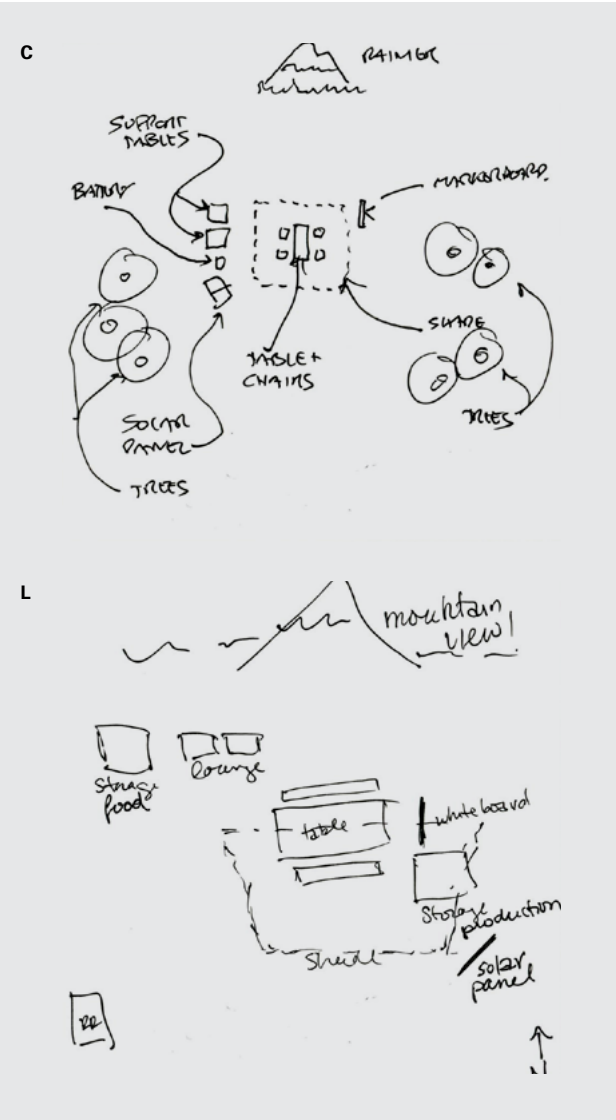 C
RAINIER
SUPPORT
TABLES
BATTERY
MARKERBOARD.
SHADE
TABLE+
CHAIRS
SOLAR
PANEL
TREES
TREES
L
mountain
view!
storage
food
lounge
table
whiteboard
Storage
production
Shade
solar
panel
RR
N